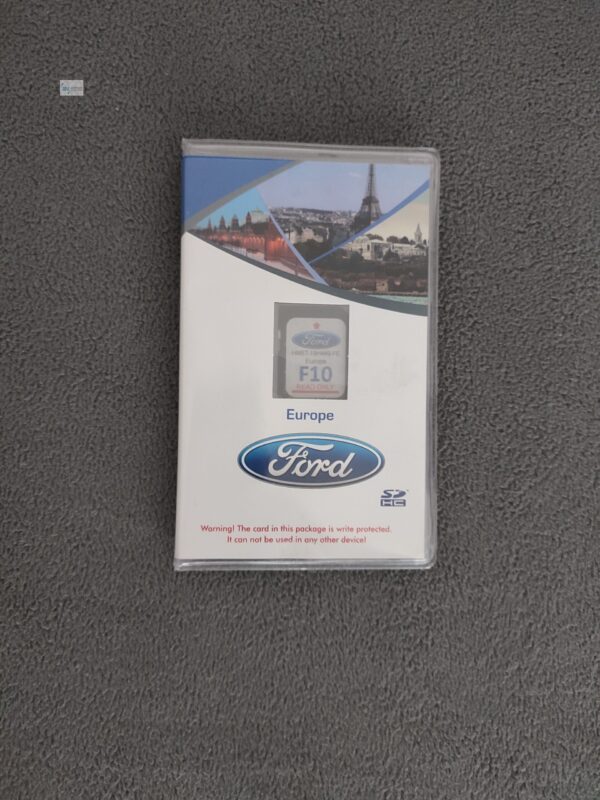 Ford
Europe
F10
READ ONLY
Europe
Ford
SD
HC
Warning! The card in this package is write protected.
It can not be used in any other device!